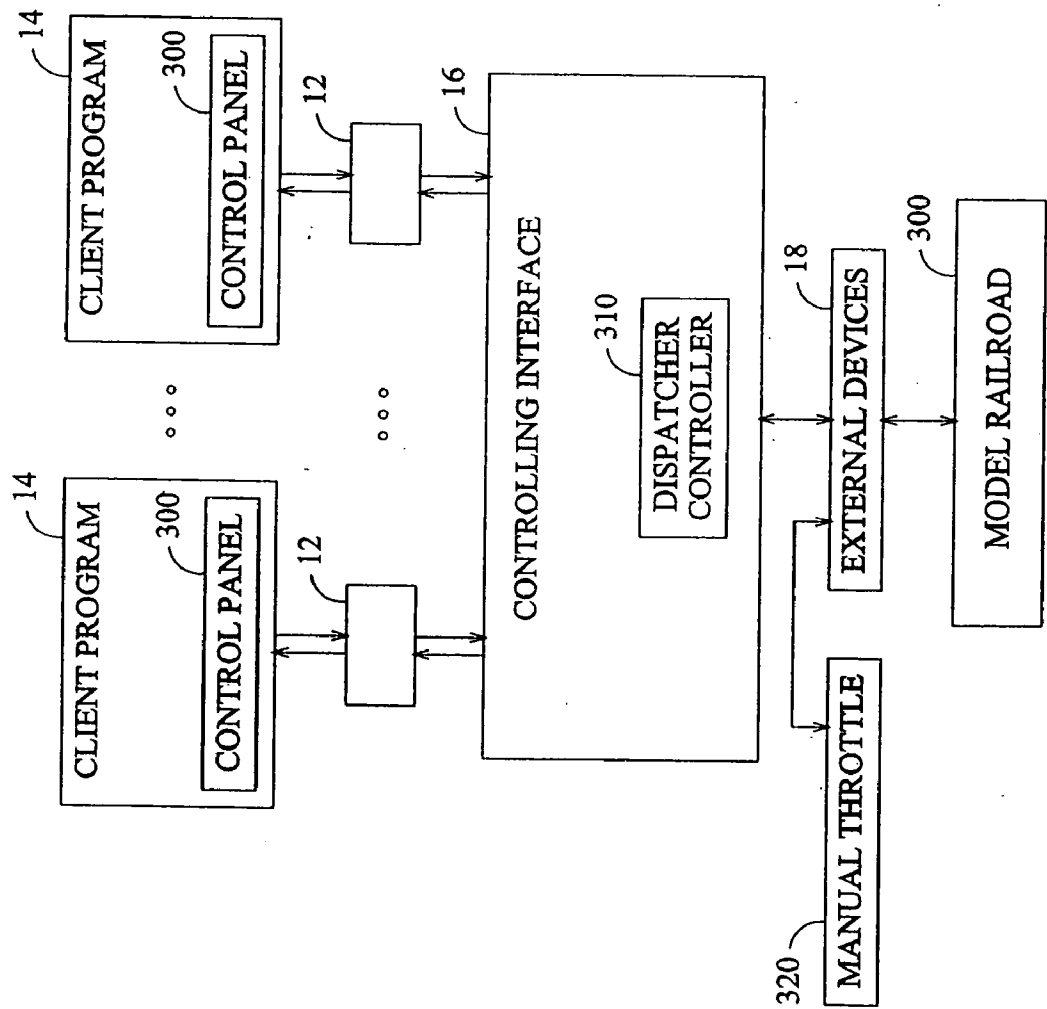 14
CLIENT PROGRAM
300
CONTROL PANEL
14
CLIENT PROGRAM
300
CONTROL PANEL
12
12
16
CONTROLLING INTERFACE
310
DISPATCHER
CONTROLLER
18
EXTERNAL DEVICES
320
MANUAL THROTTLE
300
MODEL RAILROAD